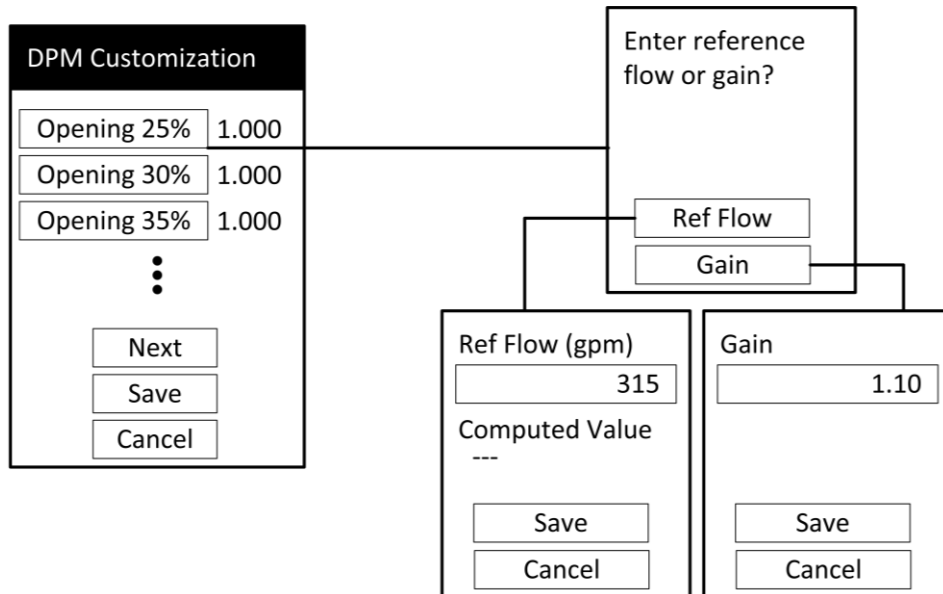 DPM Customization
Opening 25% 1.000
Opening 30% 1.000
Opening 35% 1.000
Next
Save
Cancel
Enter reference
flow or gain?
Ref Flow
Gain
Ref Flow (gpm)
315
Computed Value
---
Save
Cancel
Gain
1.10
Save
Cancel